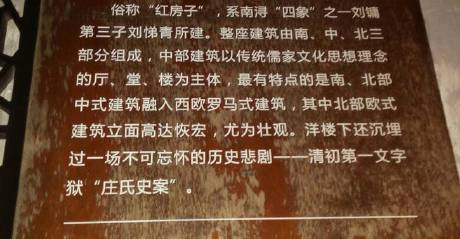 俗称“红房子”，系南浔“四象”之一刘镛
第三子刘悌青所建。整座建筑由南、中、北三
部分组成，中部建筑以传统儒家文化思想理念
的厅、堂、楼为主体，最有特点的是南、北部
中式建筑融入西欧罗马式建筑，其中北部欧式
建筑立面高达恢宏，尤为壮观。洋楼下还沉埋
过一场不可忘怀的历史悲剧——清初第一文字
狱“庄氏史案”。